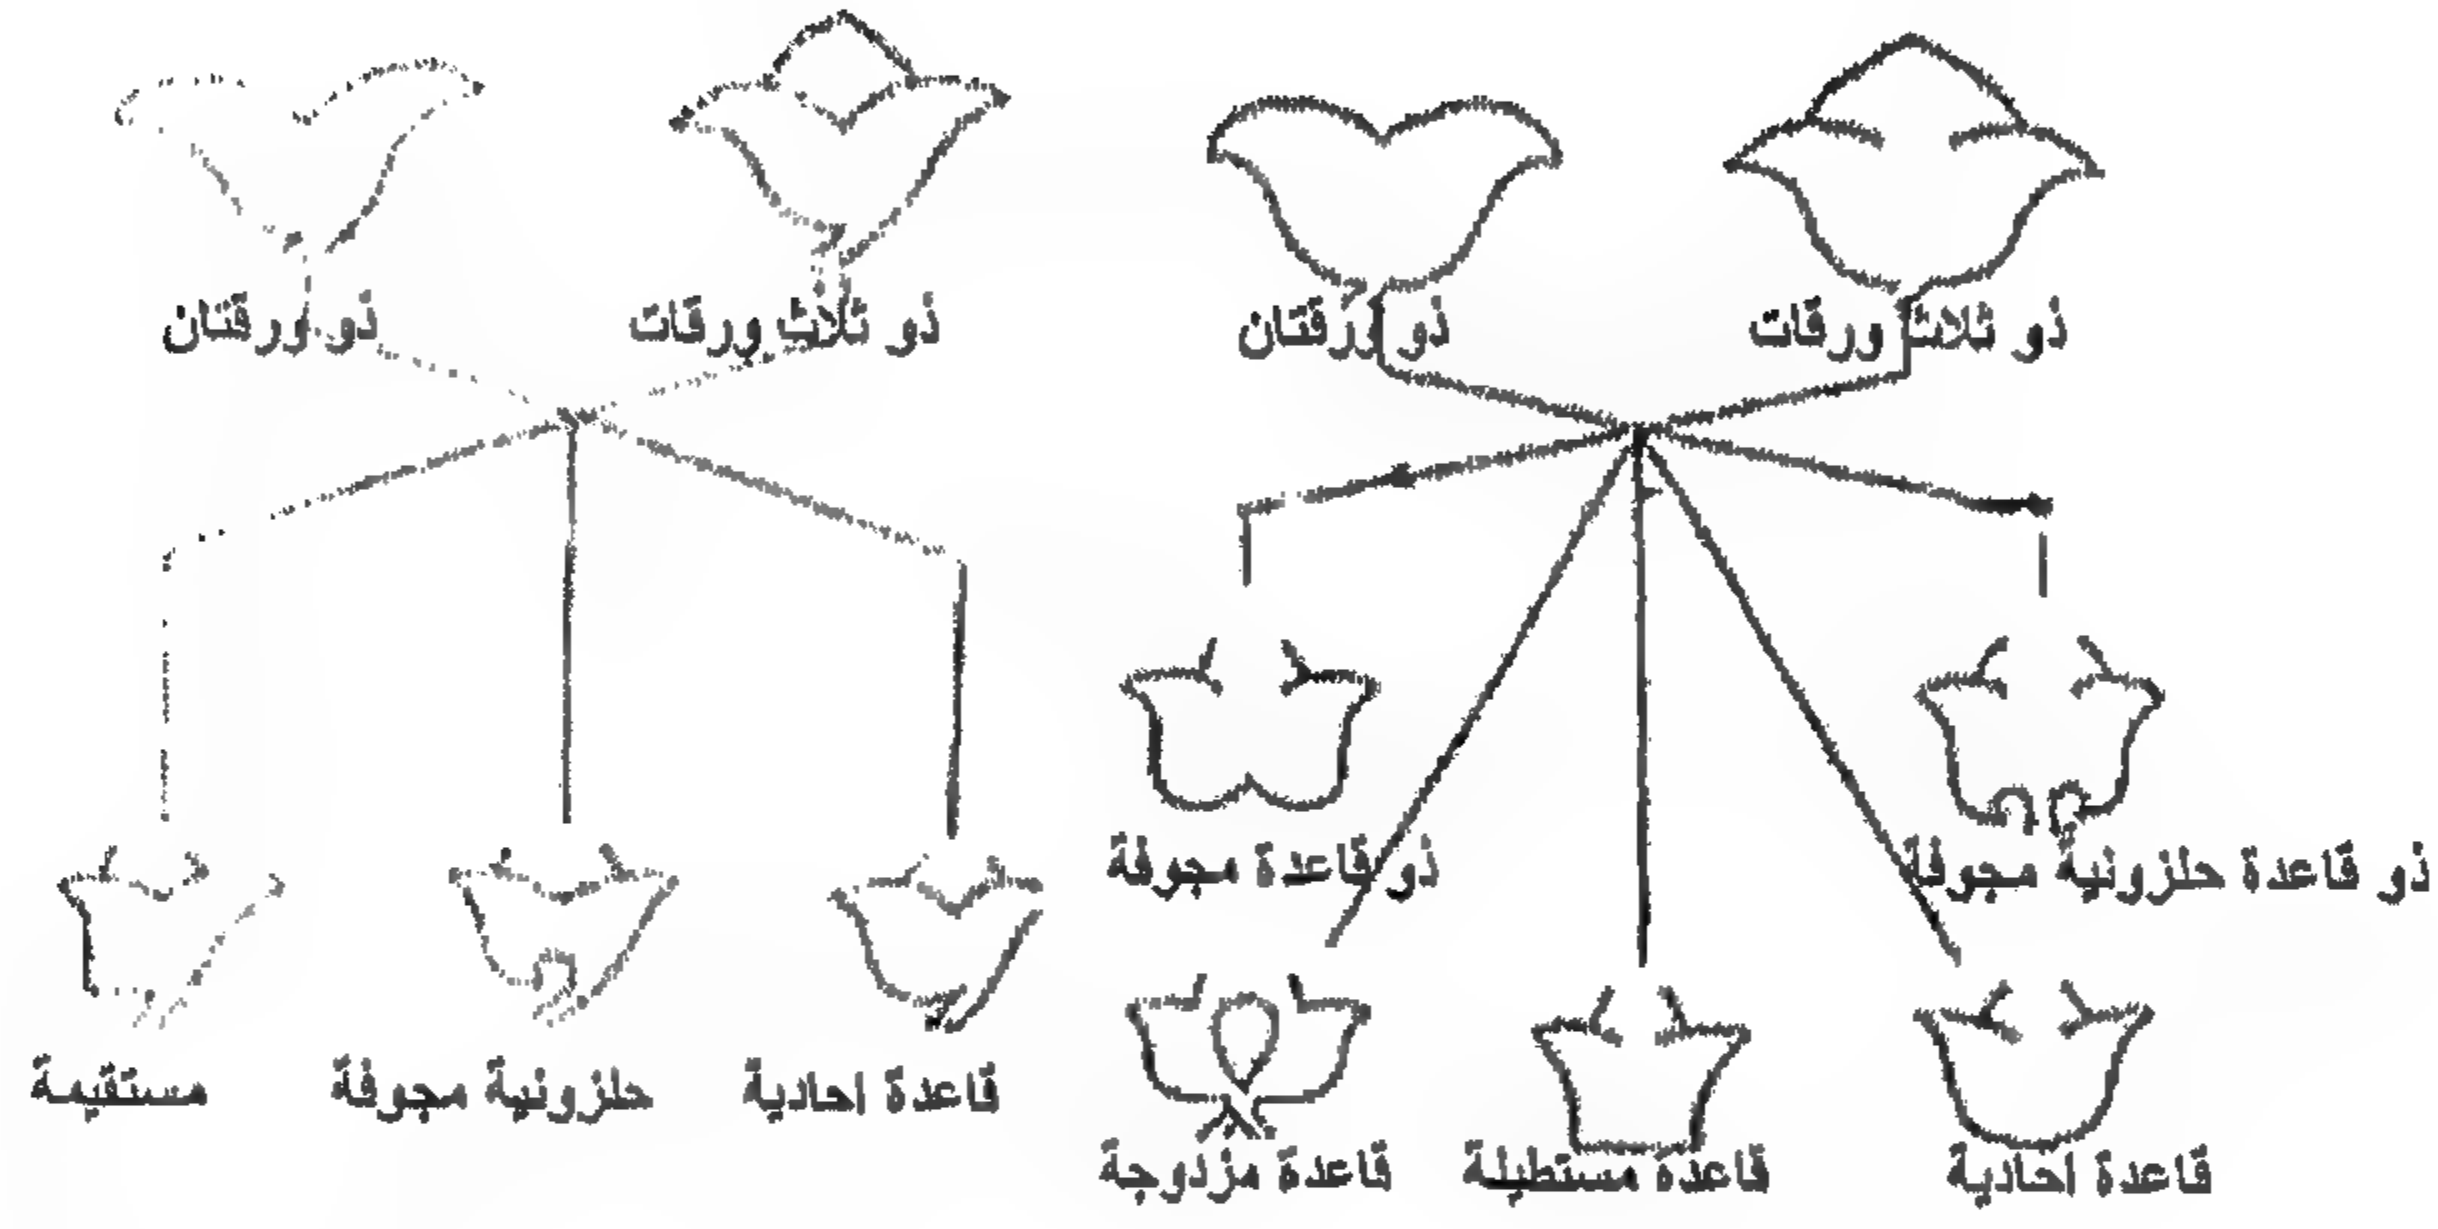 ذو ثلاث ورقات
ذو ورقتان
ذو ثلاث ورقات
ذو ورقتان
ذو قاعدة حلزونية مجوفة
ذو قاعدة مجوفة
قاعدة احادية
حلزونية مجوفة
مستقيمة
قاعدة احادية
قاعدة مستطيلة
قاعدة مزدوجة